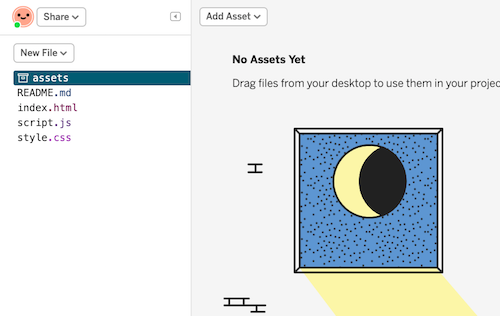 Share
Add Asset
New File
No Assets Yet
assets
Drag files from your desktop to use them in your projec
README.md
index.html
script.js
style.css